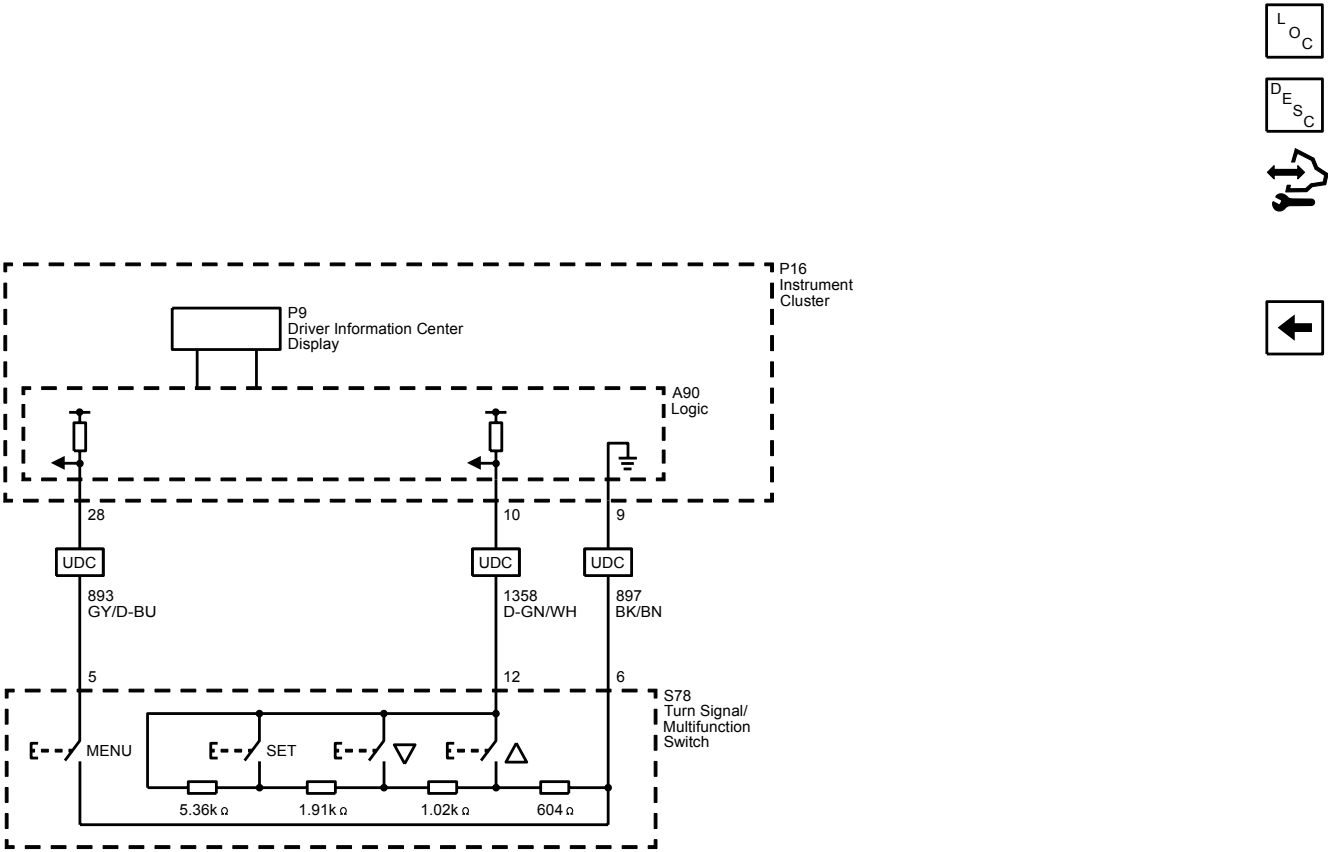 L
O
C
D
E
S
C
P16
Instrument
Cluster
P9
Driver Information Center
Display
A90
Logic
28
10
9
UDC
UDC
UDC
893
GY/D-BU
1358
D-GN/WH
897
BK/BN
5
12
6
S78
Turn Signal/
Multifunction
Switch
MENU
SET
5.36k Ω
1.91k Ω
1.02k Ω
604 Ω